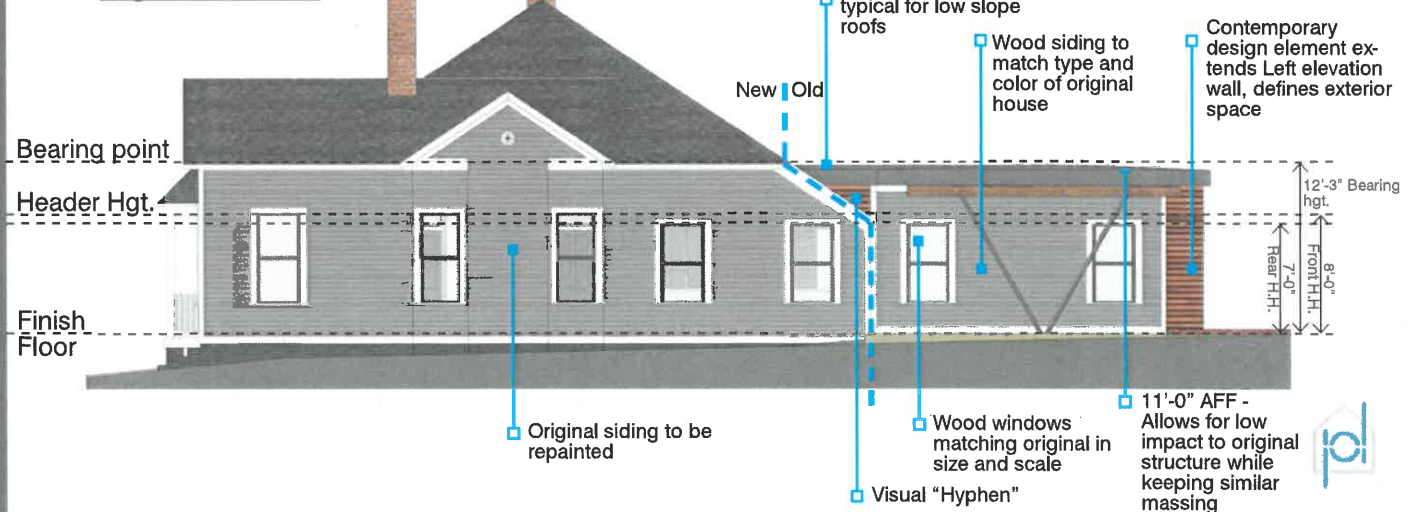 typical for low slope
roofs
Wood siding to
match type and
color of original
house
Contemporary
design element ex-
tends Left elevation
wall, defines exterior
space
New Old
Bearing point
Header Hgt.
Finish
Floor
12'-3" Bearing
hgt.
Rear H.H.
7'-0"
Front H.H.
8'-0"
Original siding to be
repainted
Wood windows
matching original in
size and scale
Visual "Hyphen"
11'-0" AFF -
Allows for low
impact to original
structure while
keeping similar
massing